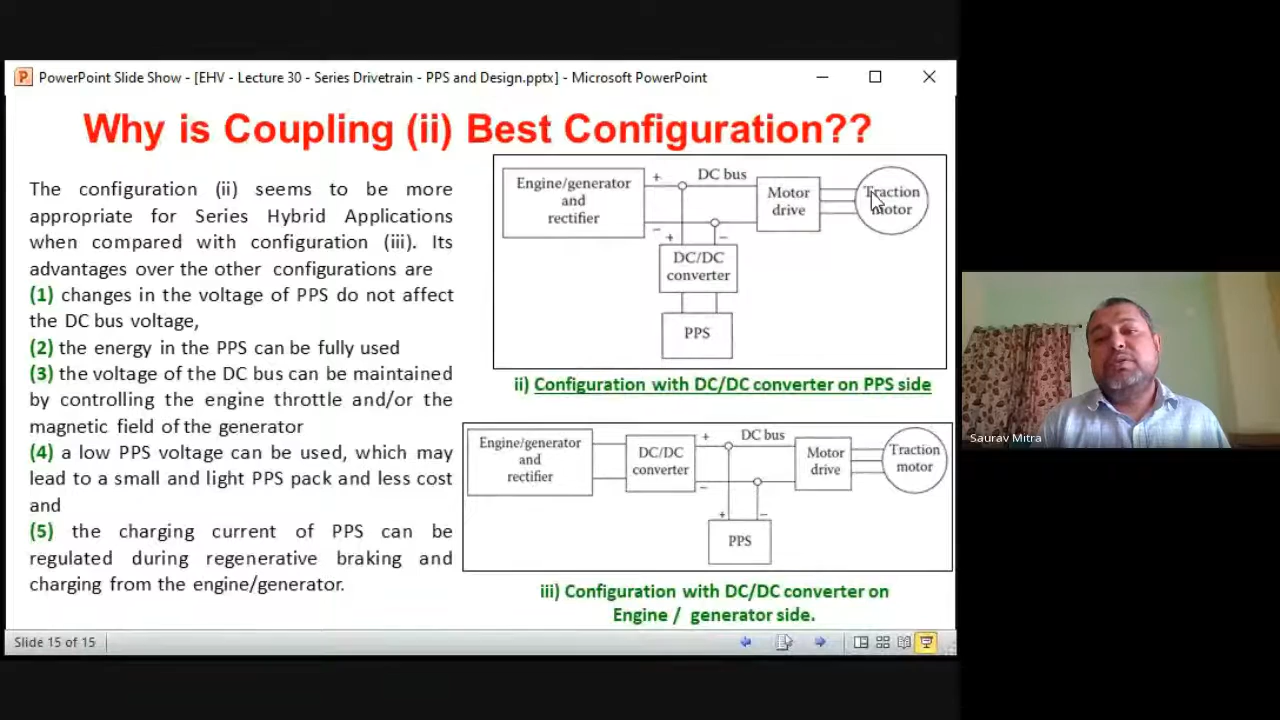 PowerPoint Slide Show - [EHV - Lecture 30 - Series Drivetrain - PPS and Design.pptx] - Microsoft PowerPoint
Why is Coupling (ii) Best Configuration??
The configuration (ii) seems to be more
appropriate for Series Hybrid Applications
when compared with configuration (iii). Its
advantages over the other configurations are
(1) changes in the voltage of PPS do not affect
the DC bus voltage,
(2) the energy in the PPS can be fully used
(3) the voltage of the DC bus can be maintained
by controlling the engine throttle and/or the
magnetic field of the generator
(4) a low PPS voltage can be used, which may
lead to a small and light PPS pack and less cost
and
(5) the charging current of PPS can be
regulated during regenerative braking and
charging from the engine/generator.
Engine/generator
and
rectifier
+
−
DC bus
Motor
drive
Traction
motor
+
−
DC/DC
converter
PPS
ii) Configuration with DC/DC converter on PPS side
Engine/generator
and
rectifier
DC/DC
converter
+
−
DC bus
Motor
drive
Traction
motor
+
−
PPS
iii) Configuration with DC/DC converter on
Engine / generator side.
Saurav Mitra
Slide 15 of 15